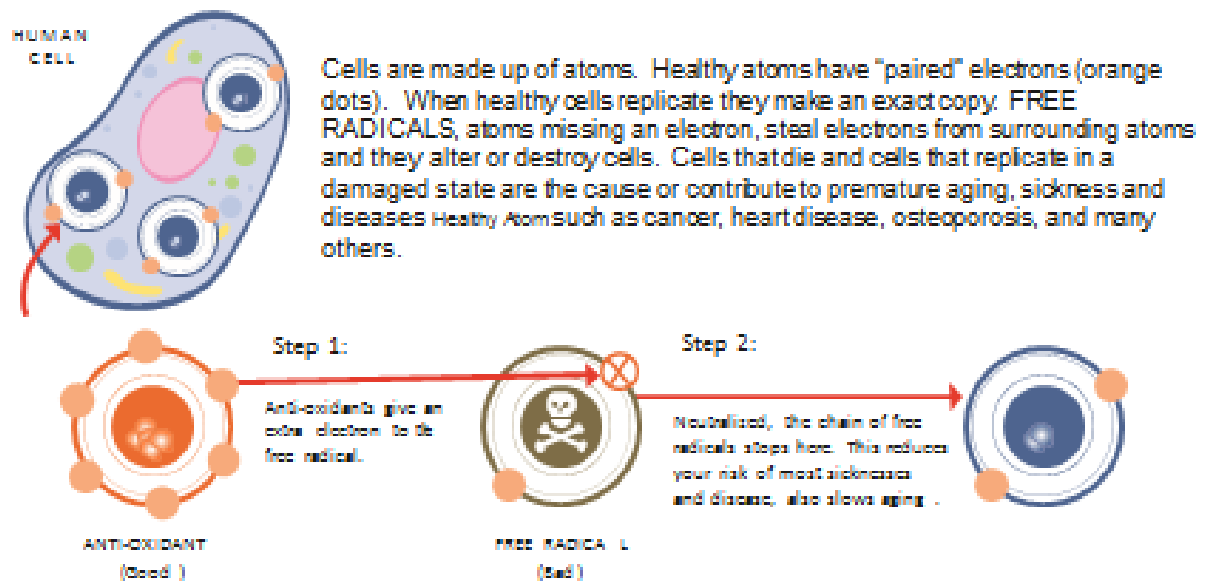 HUMAN
CELL
Cells are made up of atoms. Healthy atoms have "paired" electrons (orange
dots). When healthy cells replicate they make an exact copy. FREE
RADICALS, atoms missing an electron, steal electrons from surrounding atoms
and they alter or destroy cells. Cells that die and cells that replicate in a
damaged state are the cause or contribute to premature aging, sickness and
diseases Healthy Atom such as cancer, heart disease, osteoporosis, and many
others.
Step 1:
Anti-oxidants give an
extra electron to the
free radical.
Step 2:
Neutralized, the chain of free
radicals stops here. This reduces
your risk of most sicknesses
and disease, also slows aging .
ANTI-OXIDANT
(Good )
FREE RADICA L
(Bad )